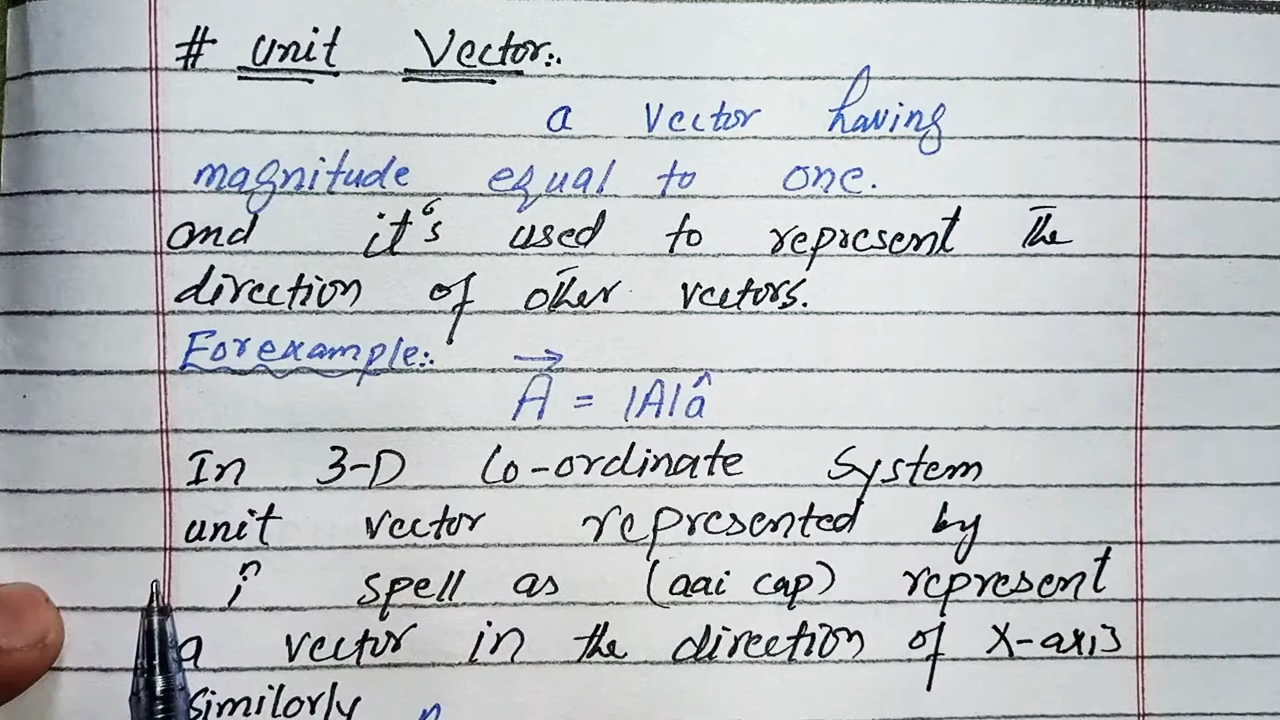 # unit Vector:.
a vector having
magnitude equal to one.
and it's used to represent the
direction of other vectors.
For example:.
A⃗ = |A|â
In 3-D Co-ordinate system
unit vector represented by
î spell as (aai cap) represent
a vector in the direction of X-axis
similarly